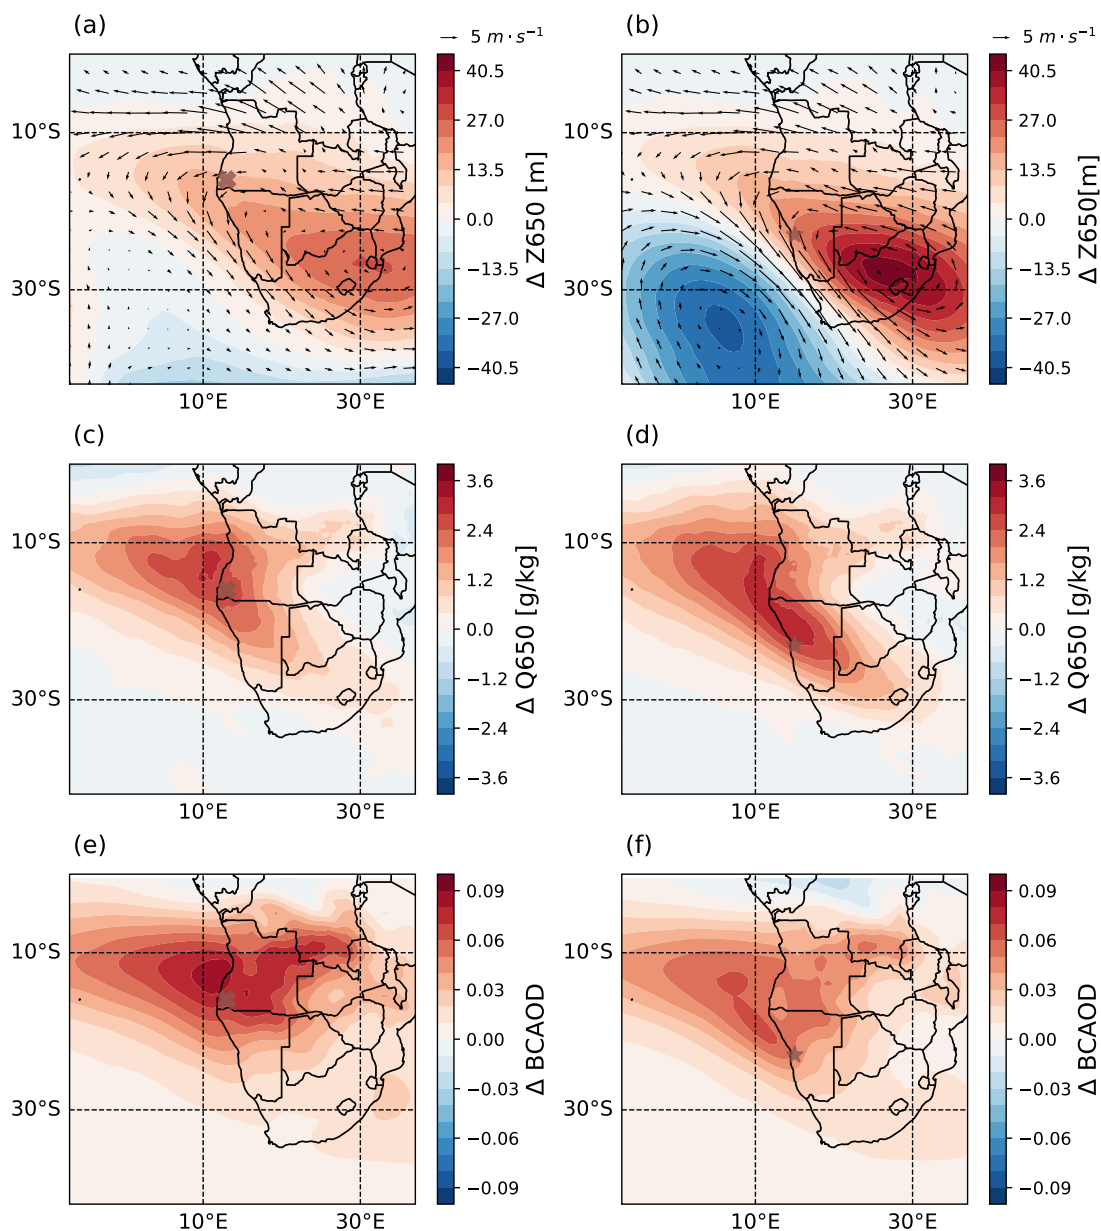 (a)
5 m · s⁻¹
(b)
5 m · s⁻¹
10°S
30°S
10°E
30°E
40.5
27.0
13.5
0.0
−13.5
−27.0
−40.5
Δ Z650 [m]
10°S
30°S
10°E
30°E
40.5
27.0
13.5
0.0
−13.5
−27.0
−40.5
Δ Z650[m]
(c)
(d)
10°S
30°S
10°E
30°E
3.6
2.4
1.2
0.0
−1.2
−2.4
−3.6
Δ Q650 [g/kg]
10°S
30°S
10°E
30°E
3.6
2.4
1.2
0.0
−1.2
−2.4
−3.6
Δ Q650 [g/kg]
(e)
(f)
10°S
30°S
10°E
30°E
0.09
0.06
0.03
0.00
−0.03
−0.06
−0.09
Δ BCAOD
10°S
30°S
10°E
30°E
0.09
0.06
0.03
0.00
−0.03
−0.06
−0.09
Δ BCAOD